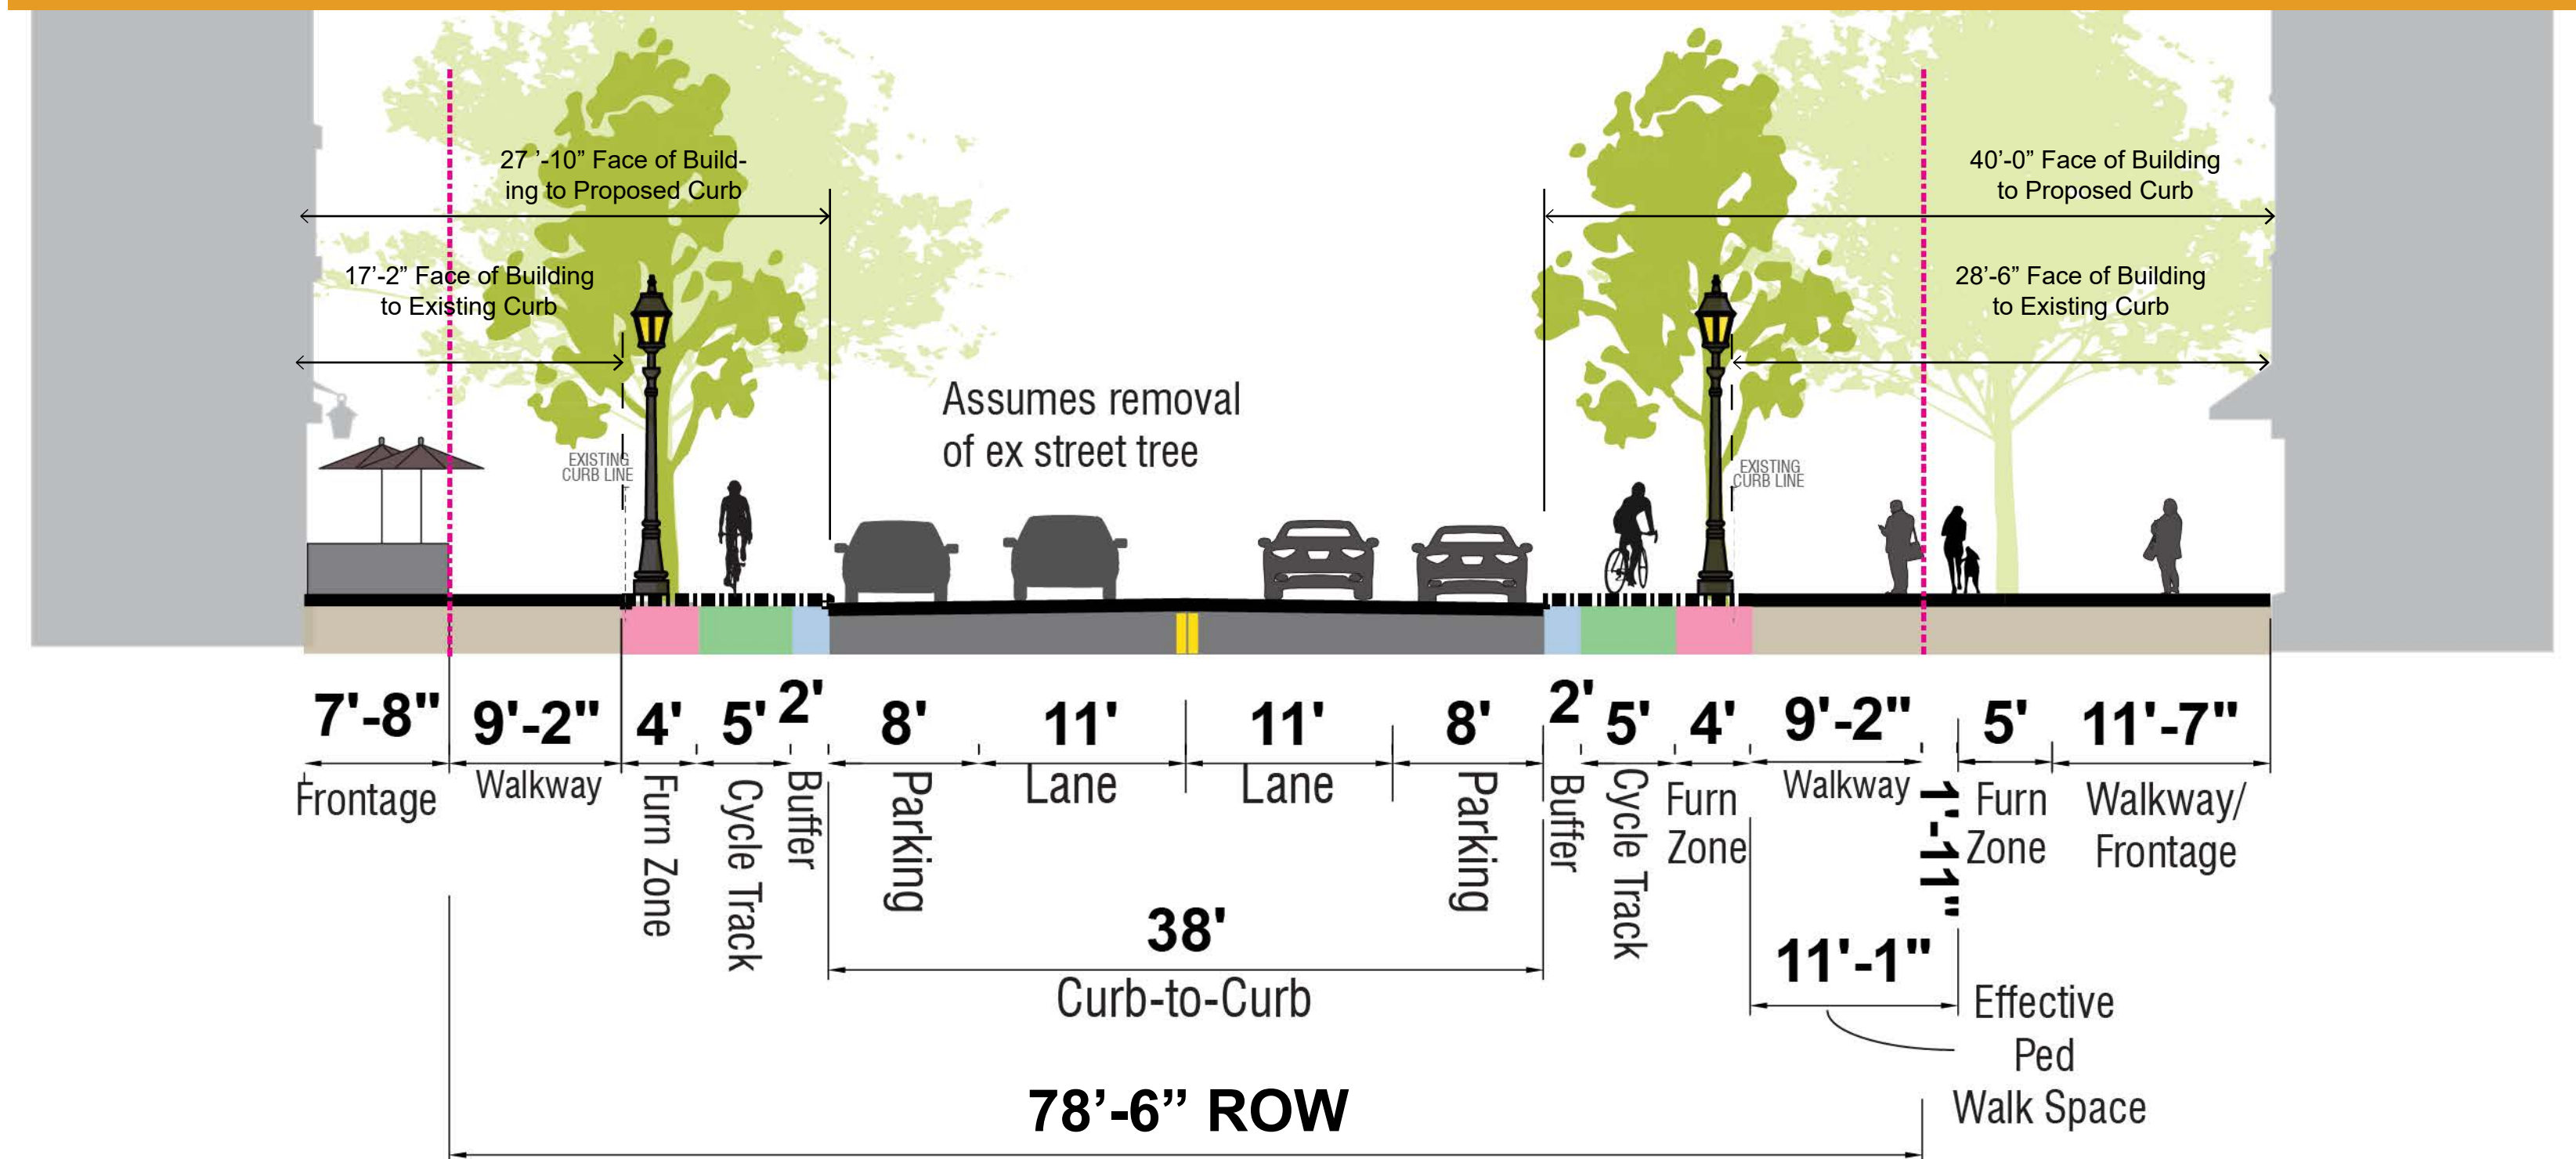 27 '-10” Face of Build-
ing to Proposed Curb
40’-0” Face of Building
to Proposed Curb
17’-2” Face of Building
to Existing Curb
28’-6” Face of Building
to Existing Curb
Assumes removal
of ex street tree
EXISTING
CURB LINE
EXISTING
CURB LINE
7'-8"
9'-2"
4'
5'
2'
8'
11'
11'
8'
2'
5'
4'
9'-2"
1'-11"
5'
11'-7"
Frontage
Walkway
Furn Zone
Cycle Track
Buffer
Parking
Lane
Lane
Parking
Buffer
Cycle Track
Furn
Zone
Walkway
Furn
Zone
Walkway/
Frontage
38'
Curb-to-Curb
11'-1"
Effective
Ped
Walk Space
78’-6” ROW